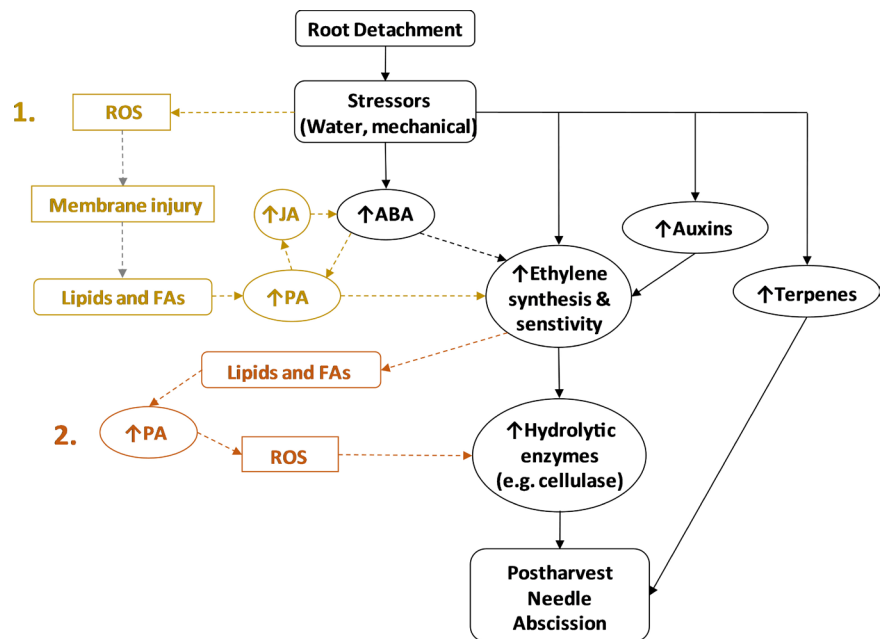 Root Detachment
1.
ROS
Stressors
(Water, mechanical)
Membrane injury
↑JA
↑ABA
↑Auxins
Lipids and FAs
↑PA
↑Ethylene
synthesis &
senstivity
↑Terpenes
Lipids and FAs
2.
↑PA
ROS
↑Hydrolytic
enzymes
(e.g. cellulase)
Postharvest
Needle
Abscission